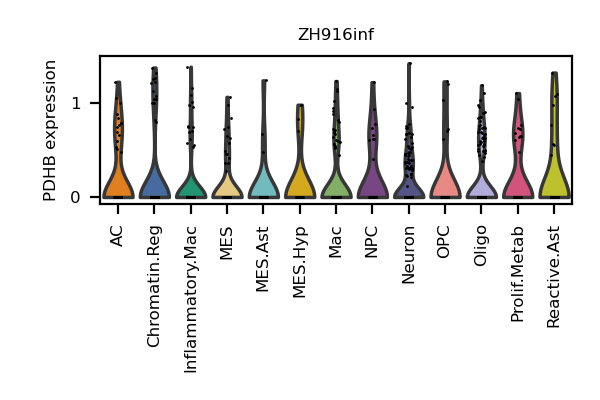 ZH916inf
PDHB expression
1
0
AC
Chromatin.Reg
Inflammatory.Mac
MES
MES.Ast
MES.Hyp
Mac
NPC
Neuron
OPC
Oligo
Prolif.Metab
Reactive.Ast